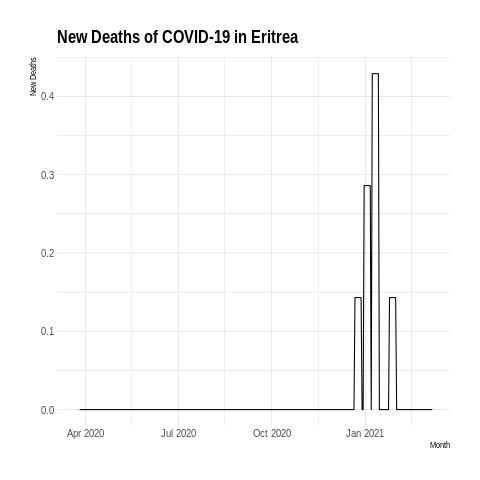 New Deaths of COVID-19 in Eritrea
New Deaths
0.4
0.3
0.2
0.1
0.0
Apr 2020 Jul 2020 Oct 2020 Jan 2021
Month